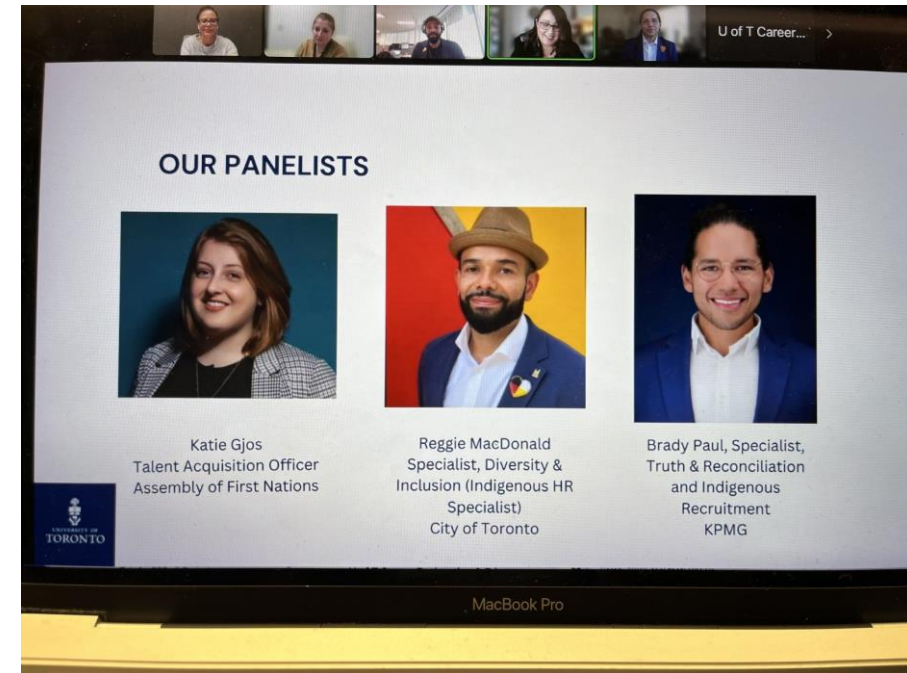 U of T Career...
OUR PANELISTS
Katie Gjos
Talent Acquisition Officer
Assembly of First Nations
Reggie MacDonald
Specialist, Diversity &
Inclusion (Indigenous HR
Specialist)
City of Toronto
Brady Paul, Specialist,
Truth & Reconciliation
and Indigenous
Recruitment
KPMG
UNIVERSITY OF
TORONTO
MacBook Pro